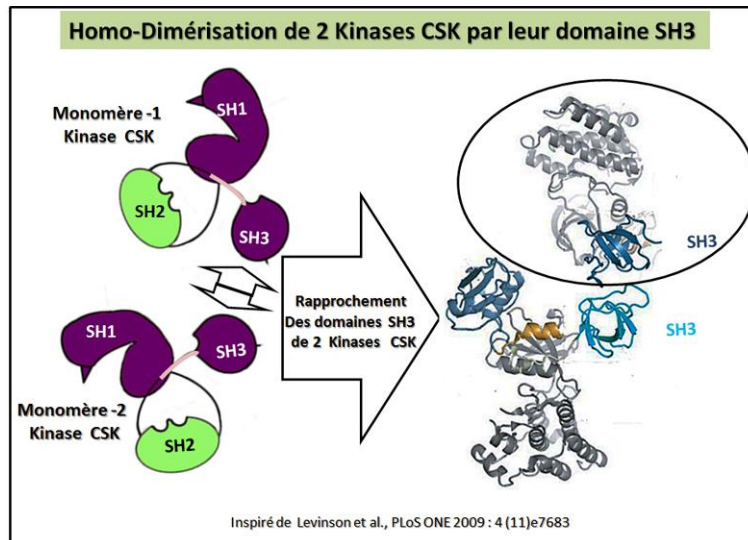 Homo-Dimérisation de 2 Kinases CSK par leur domaine SH3
Monomère -1
Kinase CSK
SH1
SH2
SH3
SH1
SH3
Monomère -2
Kinase CSK
SH2
Rapprochement
Des domaines SH3
de 2 Kinases CSK
SH3
SH3
Inspiré de Levinson et al., PLoS ONE 2009 : 4 (11)e7683